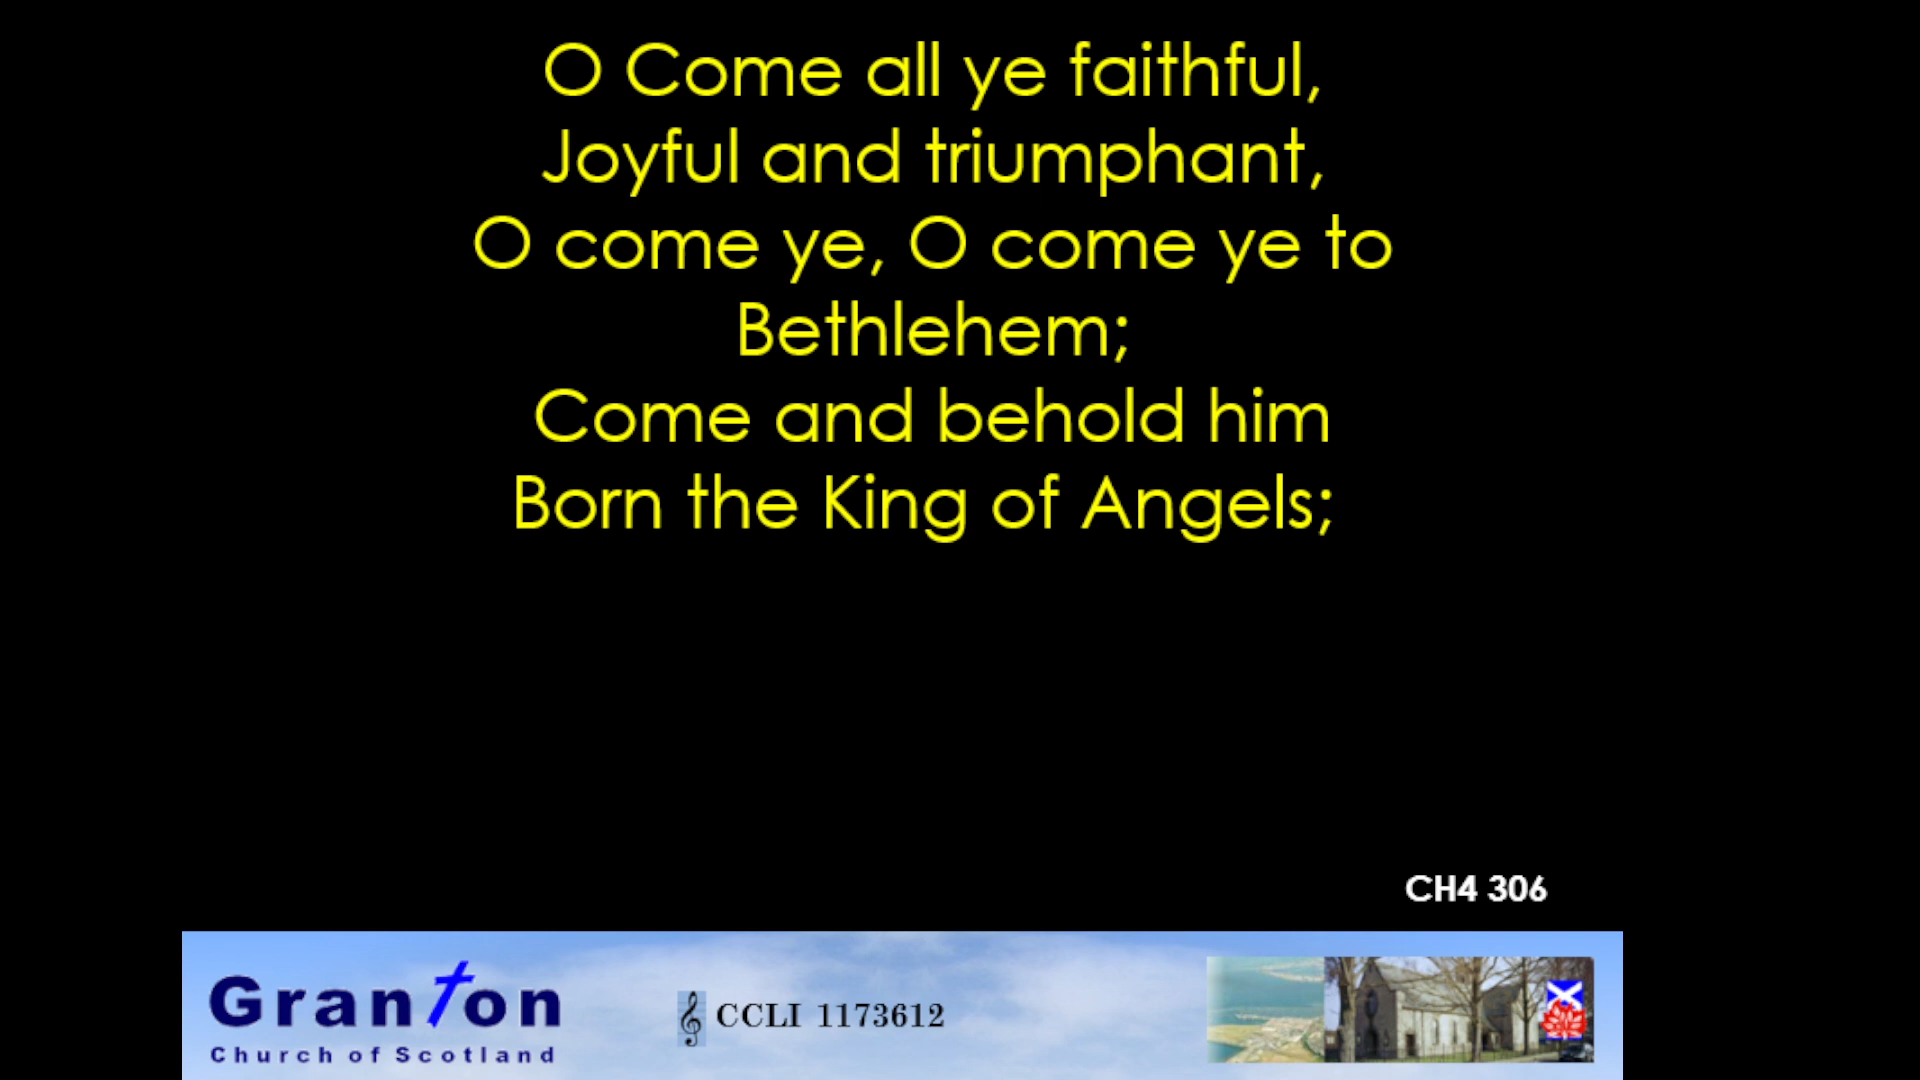 O Come all ye faithful,
Joyful and triumphant,
O come ye, O come ye to
Bethlehem;
Come and behold him
Born the King of Angels;
CH4 306
Granton
Church of Scotland
CCLI 1173612